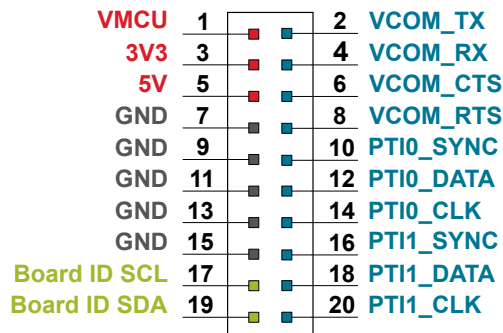 VMCU 1 2 VCOM_TX
3V3 3 4 VCOM_RX
5V 5 6 VCOM_CTS
GND 7 8 VCOM_RTS
GND 9 10 PTI0_SYNC
GND 11 12 PTI0_DATA
GND 13 14 PTI0_CLK
GND 15 16 PTI1_SYNC
Board ID SCL 17 18 PTI1_DATA
Board ID SDA 19 20 PTI1_CLK